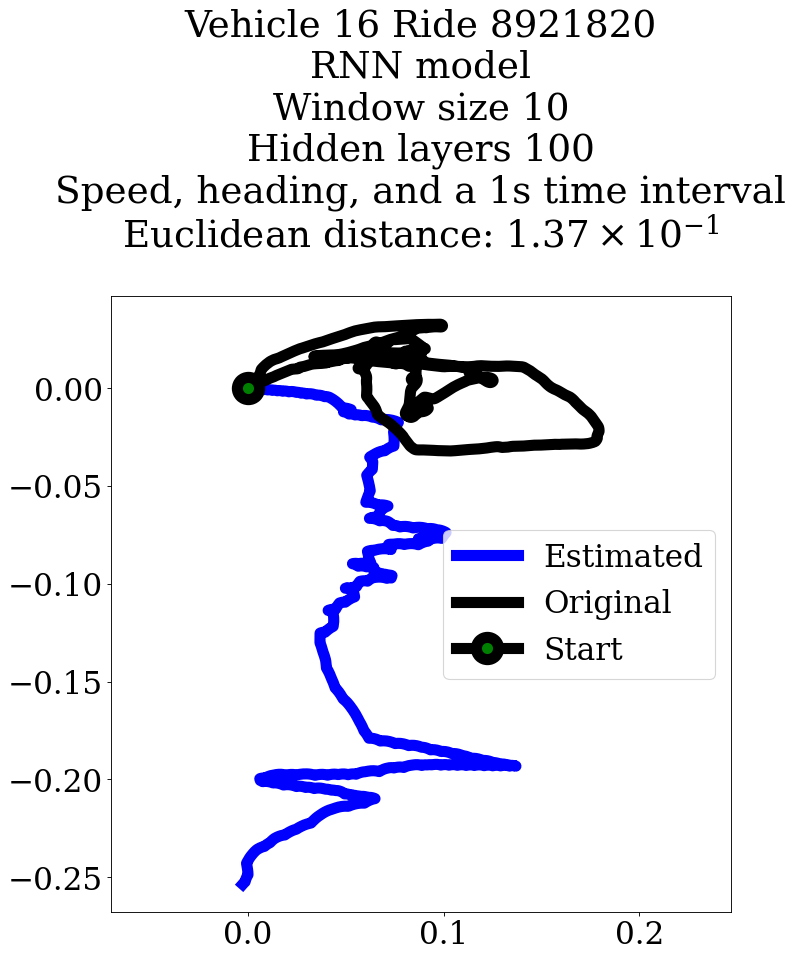 Vehicle 16 Ride 8921820
RNN model
Window size 10
Hidden layers 100
Speed, heading, and a 1s time interval
Euclidean distance: 1.37 × 10⁻¹
0.00
−0.05
−0.10
−0.15
−0.20
−0.25
Estimated
Original
Start
0.0 0.1 0.2